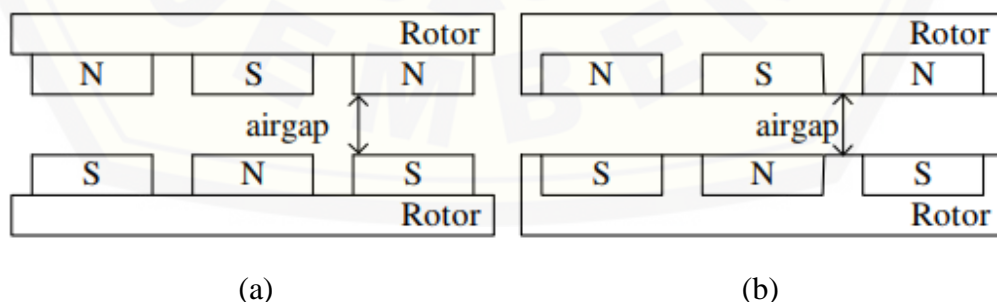 Rotor
N S N
airgap
S N S
Rotor
(a)
Rotor
N S N
airgap
S N S
Rotor
(b)